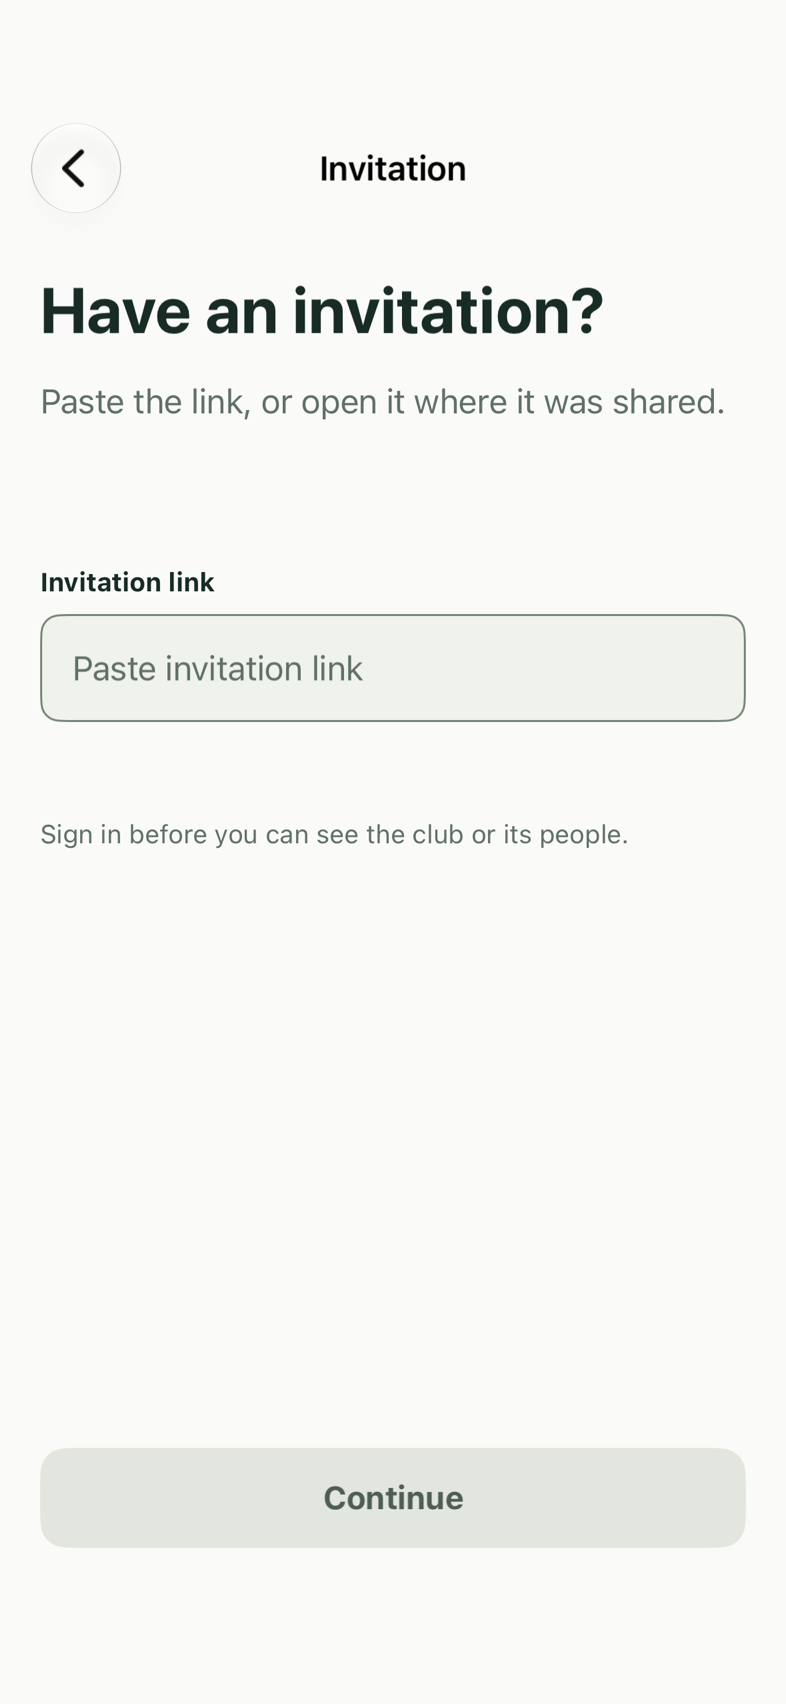 Invitation
Have an invitation?
Paste the link, or open it where it was shared.
Invitation link
Paste invitation link
Sign in before you can see the club or its people.
Continue